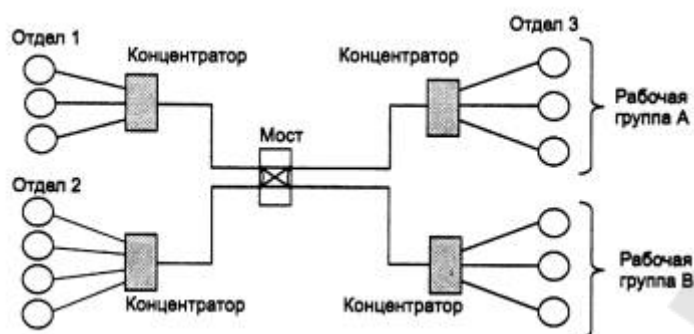 Отдел 1
Концентратор
Концентратор
Отдел 3
Рабочая
группа А
Мост
Отдел 2
Концентратор
Концентратор
Рабочая
группа В